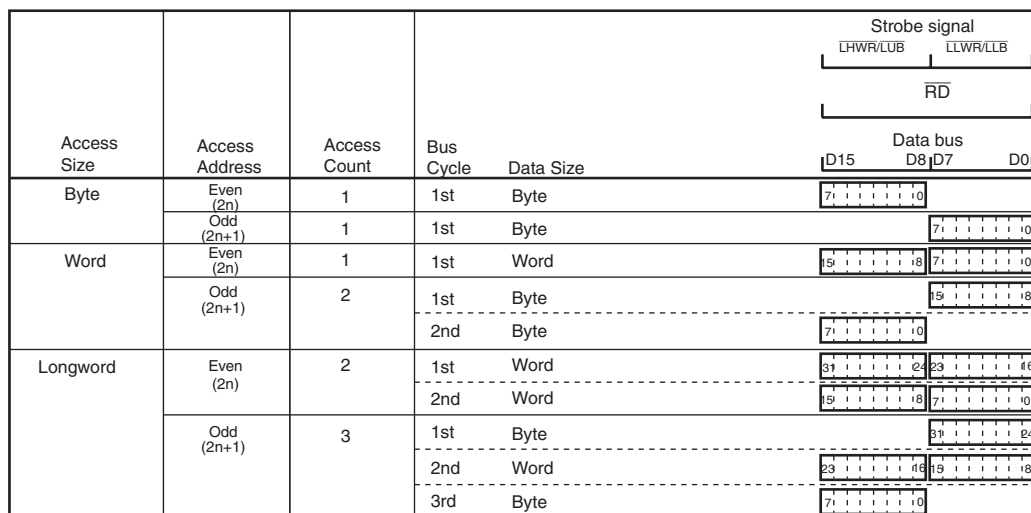 Strobe signal
LHWR/LUB LLWR/LLB
RD
Access Size Access Address Access Count Bus Cycle Data Size Data bus
D15 D8 D7 D0
Byte Even (2n) 1 1st Byte 7 0
Odd (2n+1) 1 1st Byte 7 0
Word Even (2n) 1 1st Word 15 8 7 0
Odd (2n+1) 2 1st Byte 15 8
2nd Byte 7 0
Longword Even (2n) 2 1st Word 31 24 23 16
2nd Word 15 8 7 0
Odd (2n+1) 3 1st Byte 31 24
2nd Word 23 16 15 8
3rd Byte 7 0